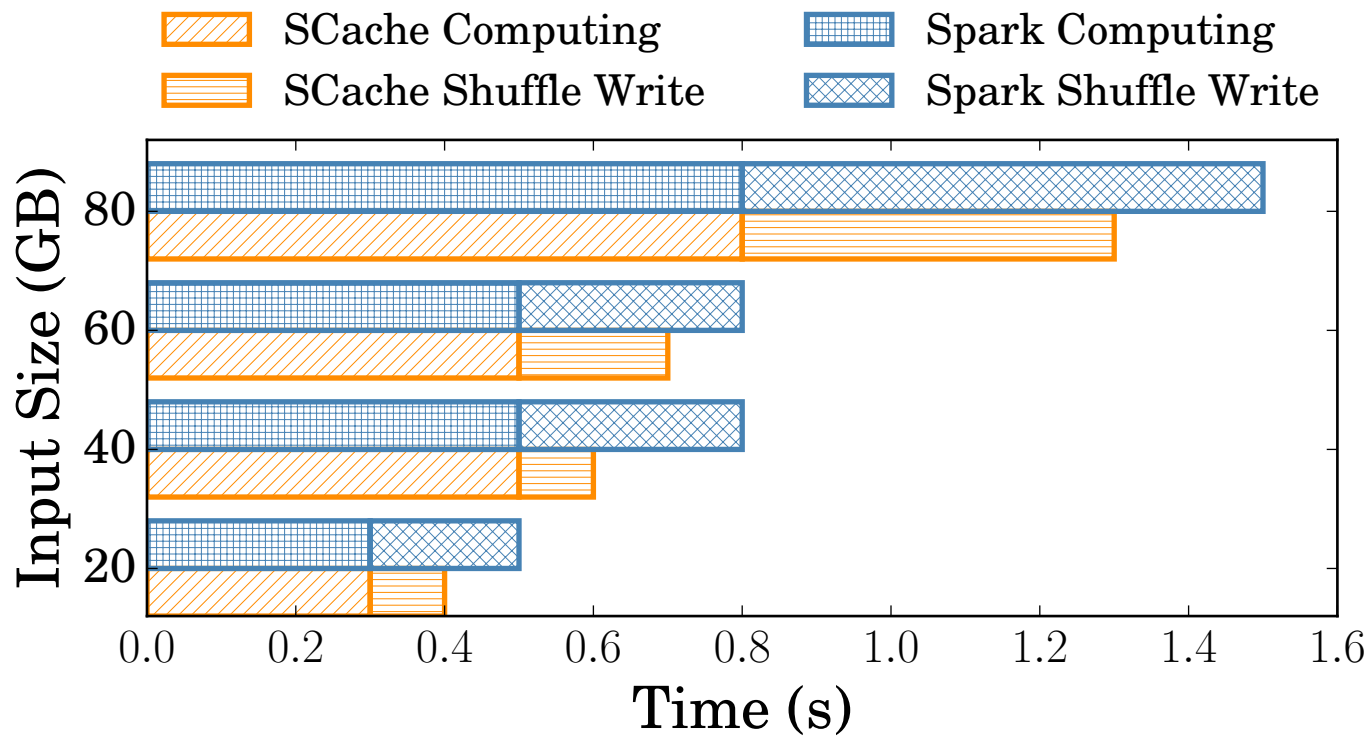 SCache Computing
SCache Shuffle Write
Spark Computing
Spark Shuffle Write
Input Size (GB)
80
60
40
20
0.0 0.2 0.4 0.6 0.8 1.0 1.2 1.4 1.6
Time (s)